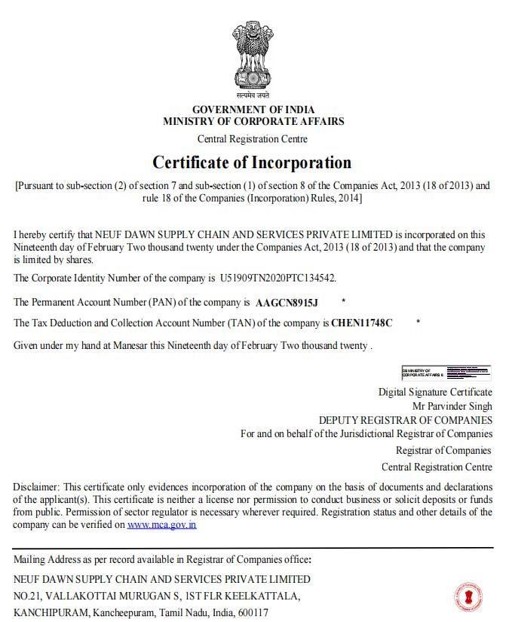 सत्यमेव जयते
GOVERNMENT OF INDIA
MINISTRY OF CORPORATE AFFAIRS
Central Registration Centre
Certificate of Incorporation
[Pursuant to sub-section (2) of section 7 and sub-section (1) of section 8 of the Companies Act, 2013 (18 of 2013) and
rule 18 of the Companies (Incorporation) Rules, 2014]
I hereby certify that NEUF DAWN SUPPLY CHAIN AND SERVICES PRIVATE LIMITED is incorporated on this
Nineteenth day of February Two thousand twenty under the Companies Act, 2013 (18 of 2013) and that the company
is limited by shares.
The Corporate Identity Number of the company is U51909TN2020PTC134542.
The Permanent Account Number (PAN) of the company is AAGCN8915J *
The Tax Deduction and Collection Account Number (TAN) of the company is CHEN11748C *
Given under my hand at Manesar this Nineteenth day of February Two thousand twenty .
DS MINISTRY OF
CORPORATE AFFAIRS 6
Digital Signature Certificate
Mr Parvinder Singh
DEPUTY REGISTRAR OF COMPANIES
For and on behalf of the Jurisdictional Registrar of Companies
Registrar of Companies
Central Registration Centre
Disclaimer: This certificate only evidences incorporation of the company on the basis of documents and declarations
of the applicant(s). This certificate is neither a license nor permission to conduct business or solicit deposits or funds
from public. Permission of sector regulator is necessary wherever required. Registration status and other details of the
company can be verified on www.mca.gov.in
Mailing Address as per record available in Registrar of Companies office:
NEUF DAWN SUPPLY CHAIN AND SERVICES PRIVATE LIMITED
NO.21, VALLAKOTTAI MURUGAN S, 1ST FLR KEELKATTALA,
KANCHIPURAM, Kancheepuram, Tamil Nadu, India, 600117